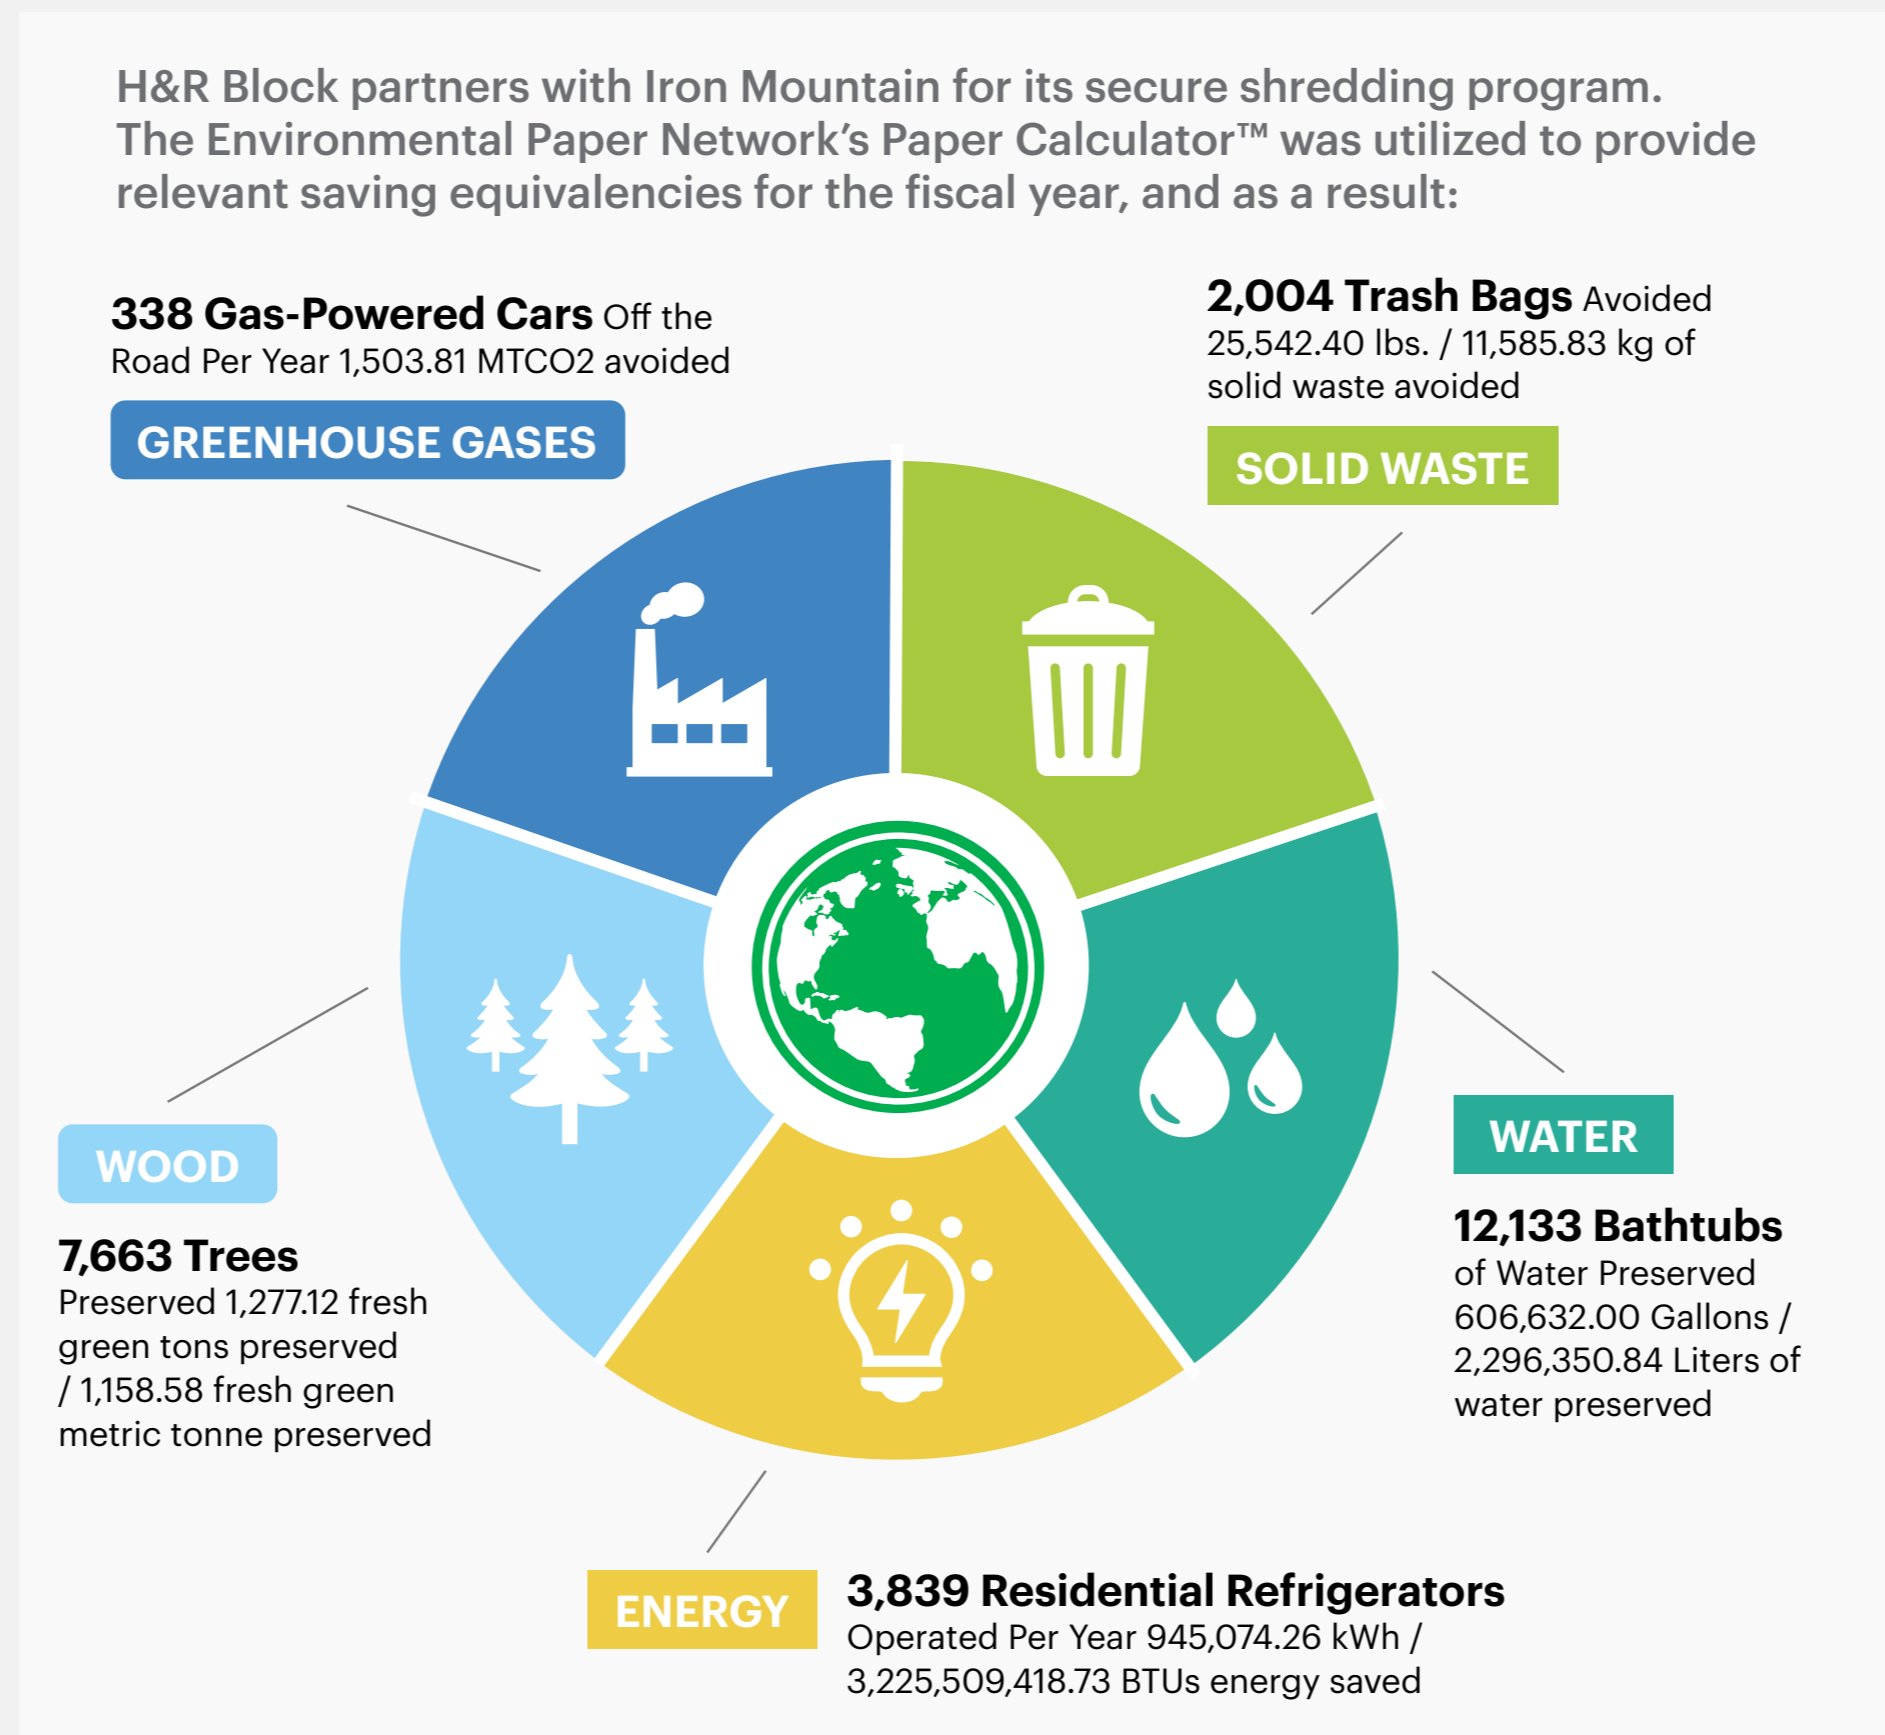 H&R Block partners with Iron Mountain for its secure shredding program.
The Environmental Paper Network’s Paper Calculator™ was utilized to provide
relevant saving equivalencies for the fiscal year, and as a result:
338 Gas-Powered Cars Off the
Road Per Year 1,503.81 MTCO2 avoided
GREENHOUSE GASES
2,004 Trash Bags Avoided
25,542.40 lbs. / 11,585.83 kg of
solid waste avoided
SOLID WASTE
WOOD
7,663 Trees
Preserved 1,277.12 fresh
green tons preserved
/ 1,158.58 fresh green
metric tonne preserved
WATER
12,133 Bathtubs
of Water Preserved
606,632.00 Gallons /
2,296,350.84 Liters of
water preserved
ENERGY
3,839 Residential Refrigerators
Operated Per Year 945,074.26 kWh /
3,225,509,418.73 BTUs energy saved